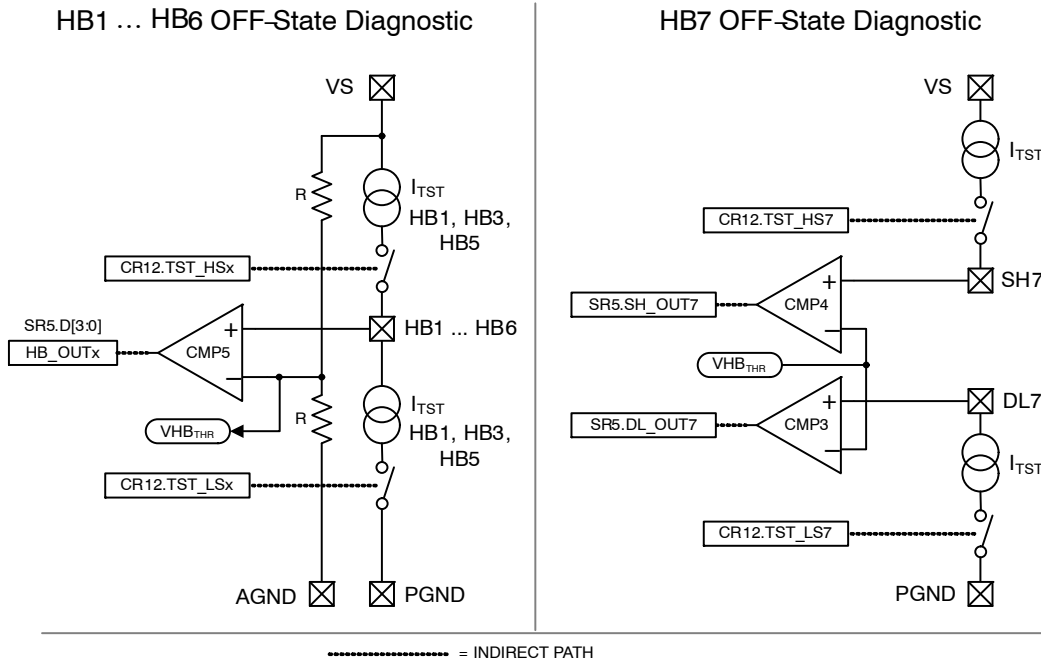 HB1 ... HB6 OFF–State Diagnostic
VS
R
ITST
HB1, HB3,
HB5
CR12.TST_HSx
SR5.D[3:0]
HB_OUTx
CMP5
+
–
HB1 ... HB6
VHBTHR
R
ITST
HB1, HB3,
HB5
CR12.TST_LSx
AGND
PGND
HB7 OFF–State Diagnostic
VS
ITST
CR12.TST_HS7
SH7
+
CMP4
–
SR5.SH_OUT7
VHBTHR
DL7
+
CMP3
–
SR5.DL_OUT7
ITST
CR12.TST_LS7
PGND
= INDIRECT PATH